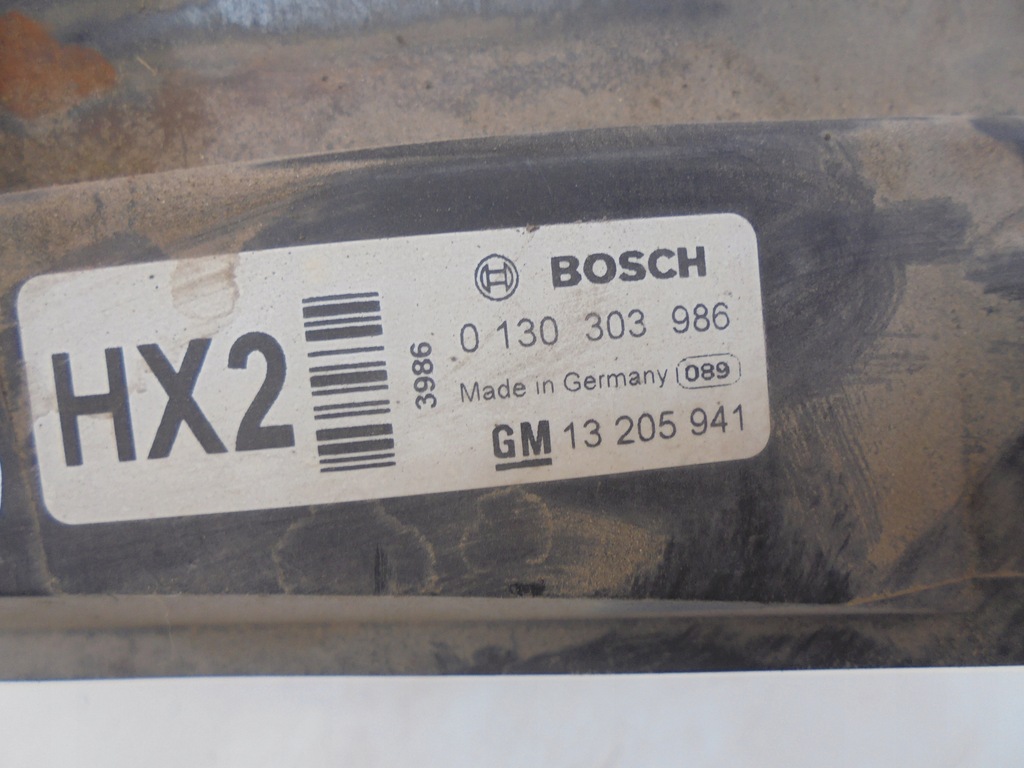 HX2
3986
BOSCH
0 130 303 986
Made in Germany 089
GM 13 205 941